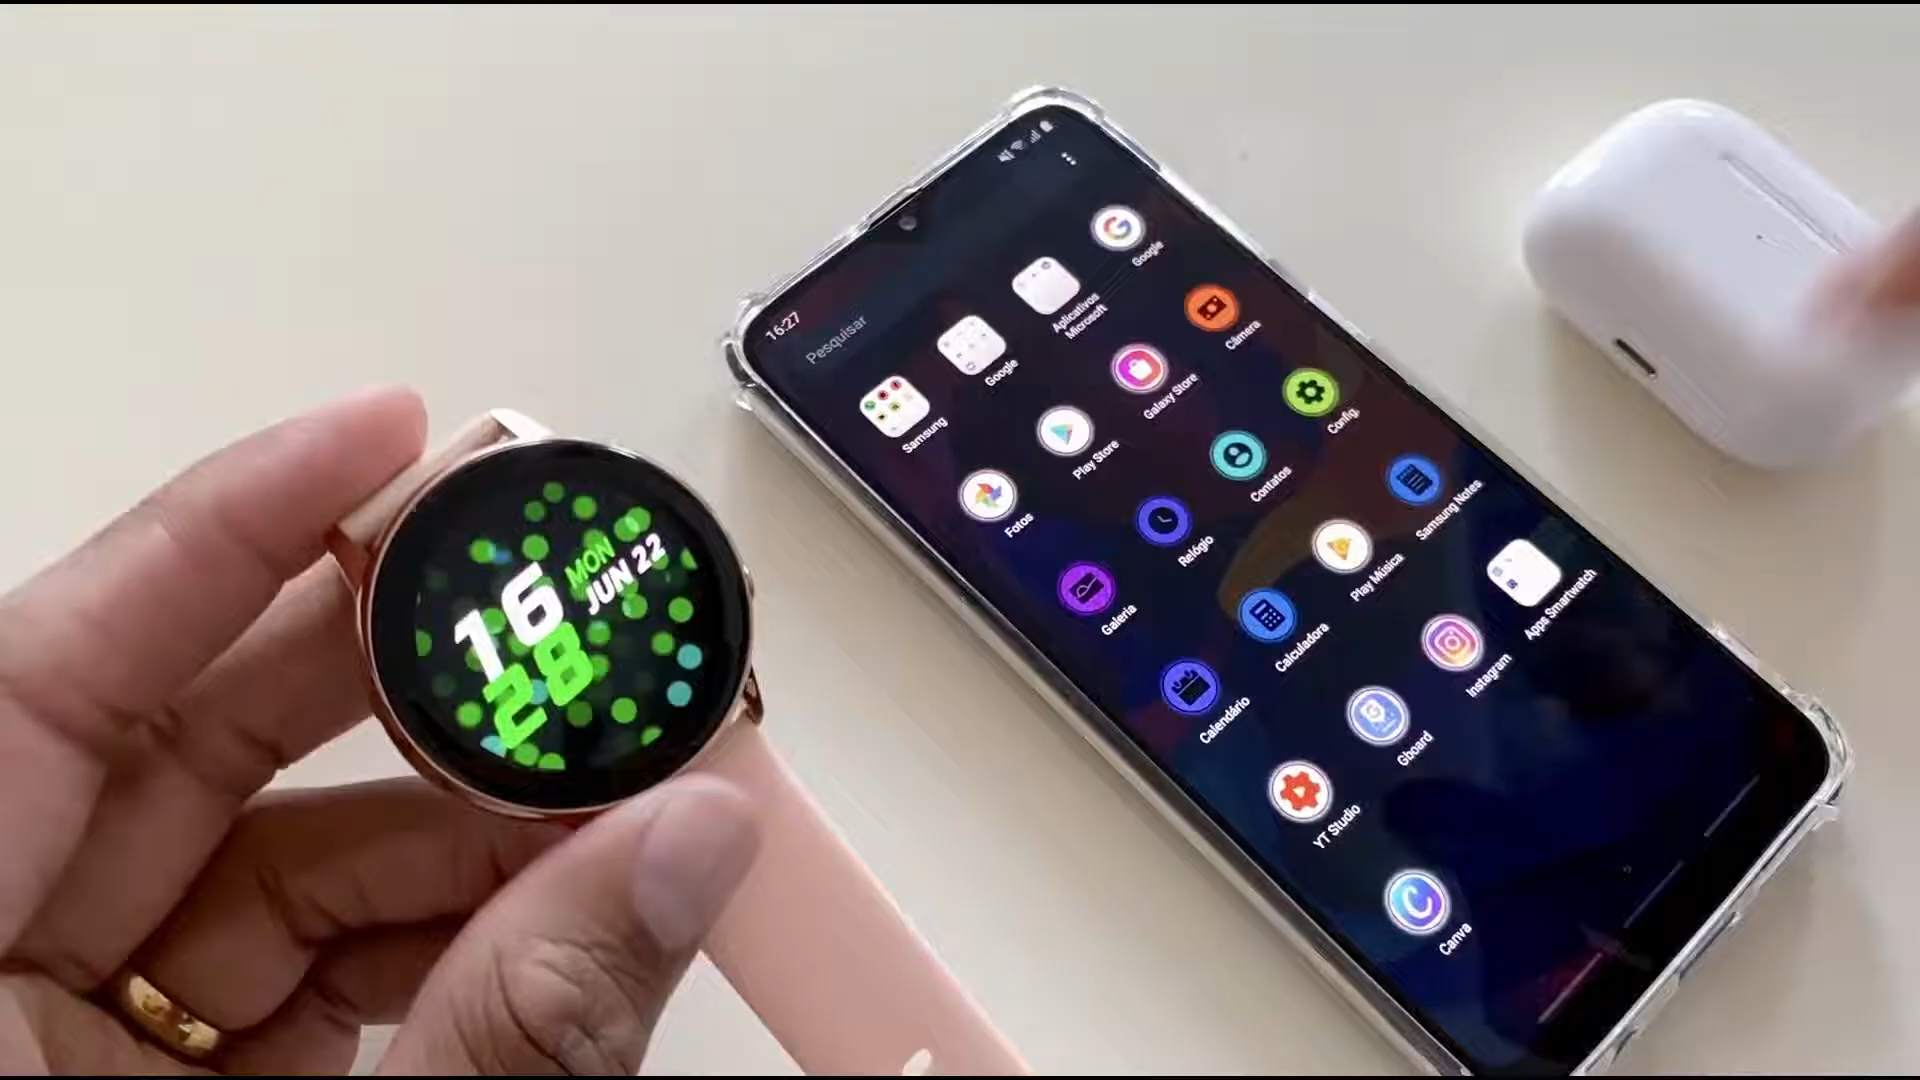 16
28
MON
JUN 22
16:27
Pesquisar
Samsung
Google
Aplicativos
Microsoft
Google
Fotos
Play Store
Galaxy Store
Câmera
Galeria
Relógio
Contatos
Config.
Calendário
Calculadora
Play Música
Samsung Notes
YT Studio
Gboard
Instagram
Apps Smartwatch
Canva